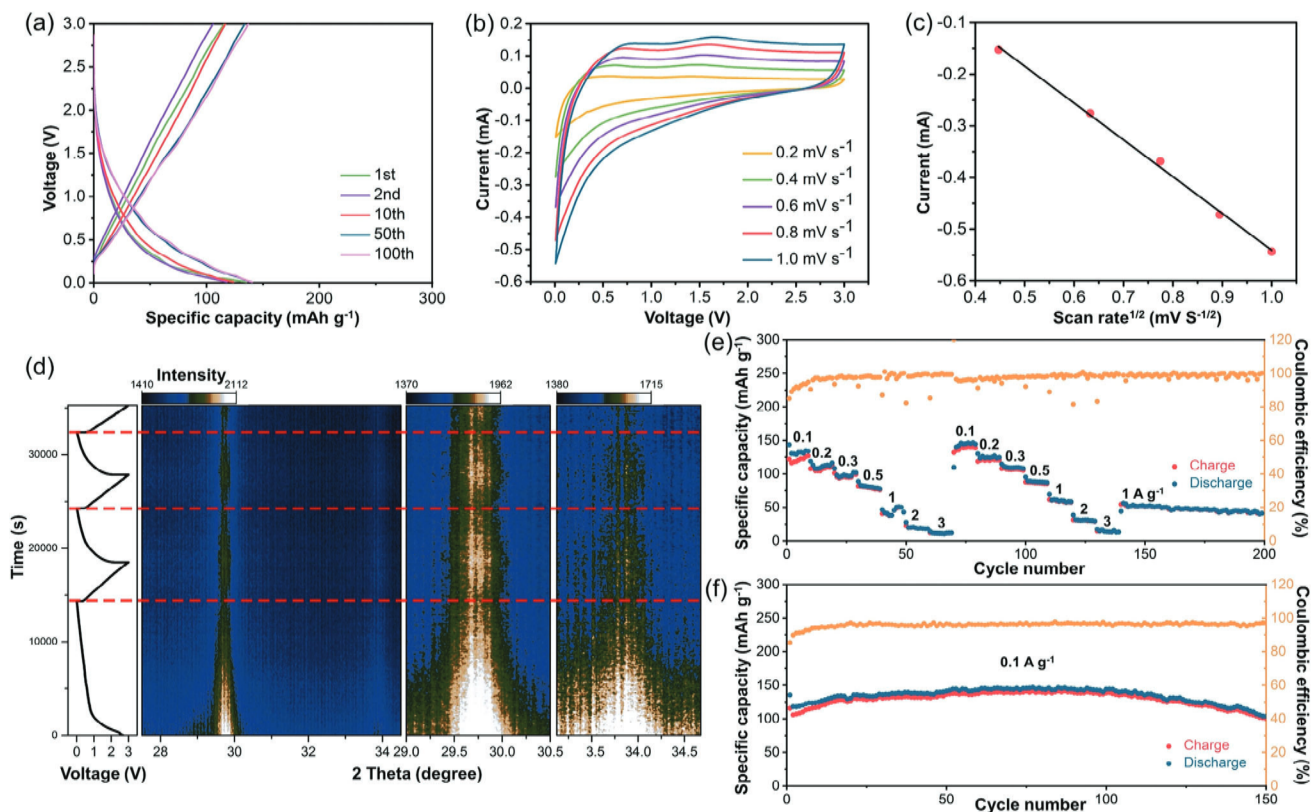 (a)
3.0
2.5
2.0
1.5
1.0
0.5
0.0
Voltage (V)
1st
2nd
10th
50th
100th
0 100 200 300
Specific capacity (mAh g⁻¹)
(b)
0.2
0.1
0.0
-0.1
-0.2
-0.3
-0.4
-0.5
-0.6
Current (mA)
0.2 mV s⁻¹
0.4 mV s⁻¹
0.6 mV s⁻¹
0.8 mV s⁻¹
1.0 mV s⁻¹
0.0 0.5 1.0 1.5 2.0 2.5 3.0
Voltage (V)
(c)
-0.1
-0.2
-0.3
-0.4
-0.5
-0.6
Current (mA)
0.4 0.5 0.6 0.7 0.8 0.9 1.0
Scan rate¹ᐟ² (mV S⁻¹ᐟ²)
(d)
Intensity
1410 2112
1370 1962
1380 1715
30000
20000
10000
0
Time (s)
0 1 2 3
Voltage (V)
28 30 32 34
29.0 29.5 30.0 30.5
33.5 34.0 34.5
2 Theta (degree)
(e)
300
250
200
150
100
50
0
Specific capacity (mAh g⁻¹)
0.1
0.2
0.3
0.5
1
2
3
0.1
0.2
0.3
0.5
1
2
3
1 A g⁻¹
Charge
Discharge
120
100
80
60
40
20
0
Coulombic efficiency (%)
0 50 100 150 200
Cycle number
(f)
300
250
200
150
100
50
0
Specific capacity (mAh g⁻¹)
0.1 A g⁻¹
Charge
Discharge
120
100
80
60
40
20
0
Coulombic efficiency (%)
0 50 100 150
Cycle number